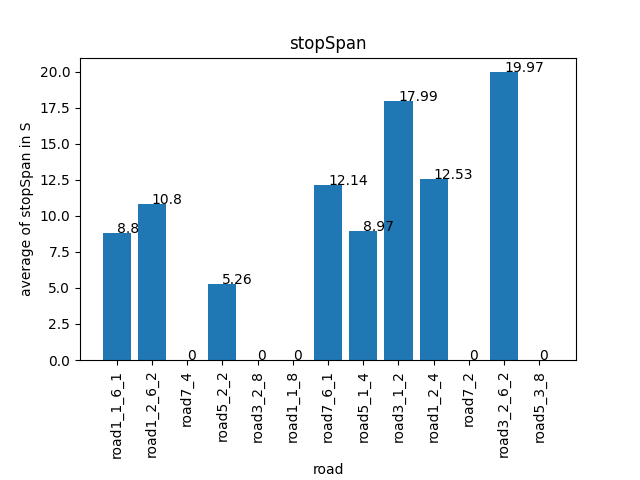 stopSpan
average of stopSpan in S
20.0
17.5
15.0
12.5
10.0
7.5
5.0
2.5
0.0
8.8
10.8
0
5.26
0
0
12.14
8.97
17.99
12.53
0
19.97
0
road1_1_6_1
road1_2_6_2
road7_4
road5_2_2
road3_2_8
road1_1_8
road7_6_1
road5_1_4
road3_1_2
road1_2_4
road7_2
road3_2_6_2
road5_3_8
road